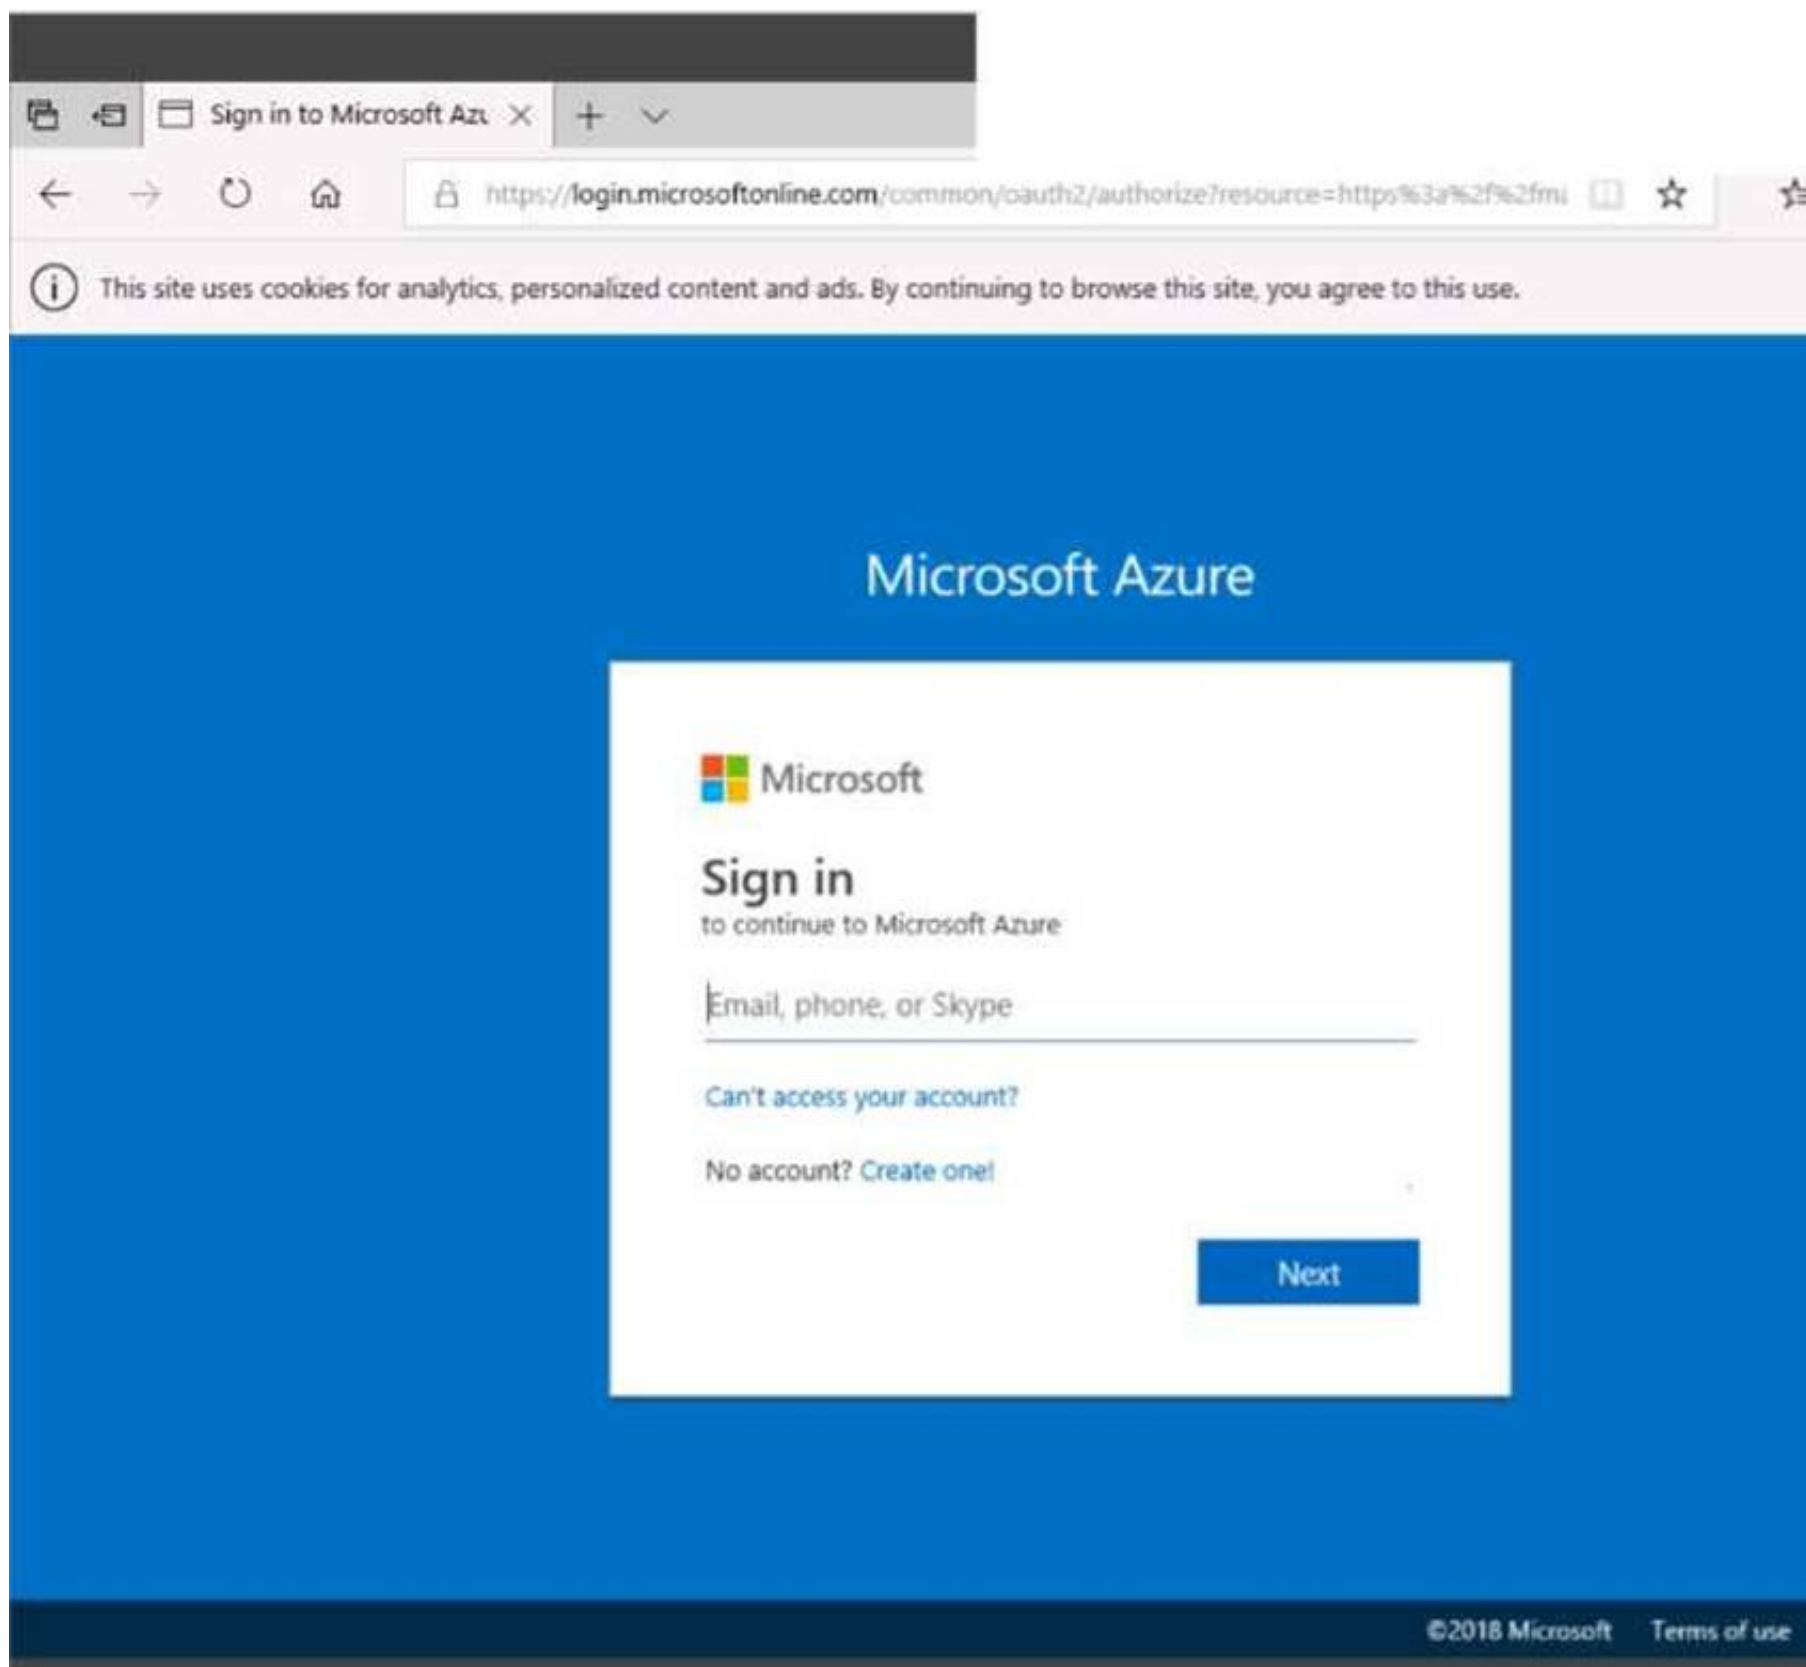 Sign in to Microsoft Azu
https://login.microsoftonline.com/common/oauth2/authorize?resource=https%3a%2f%2fma
This site uses cookies for analytics, personalized content and ads. By continuing to browse this site, you agree to this use.
Microsoft Azure
Microsoft
Sign in
to continue to Microsoft Azure
Email, phone, or Skype
Can't access your account?
No account? Create one!
Next
©2018 Microsoft Terms of use